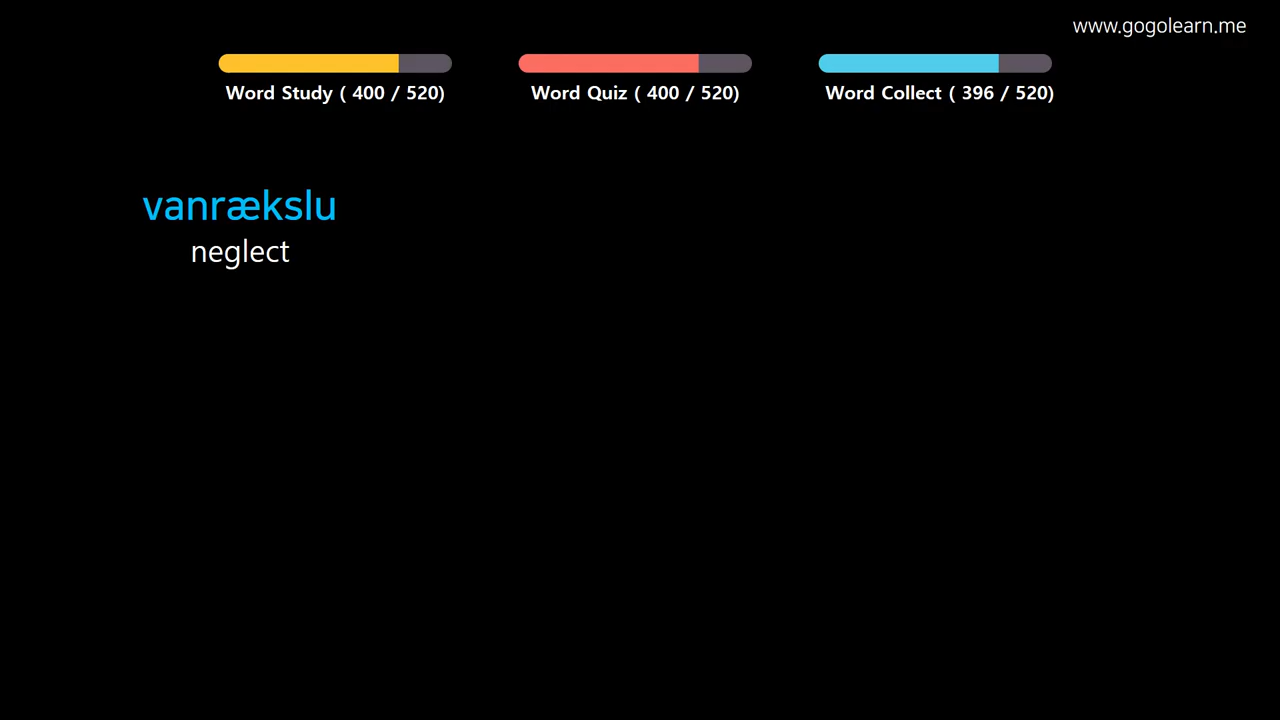 www.gogolearn.me
Word Study ( 400 / 520)
Word Quiz ( 400 / 520)
Word Collect ( 396 / 520)
vanrækslu
neglect